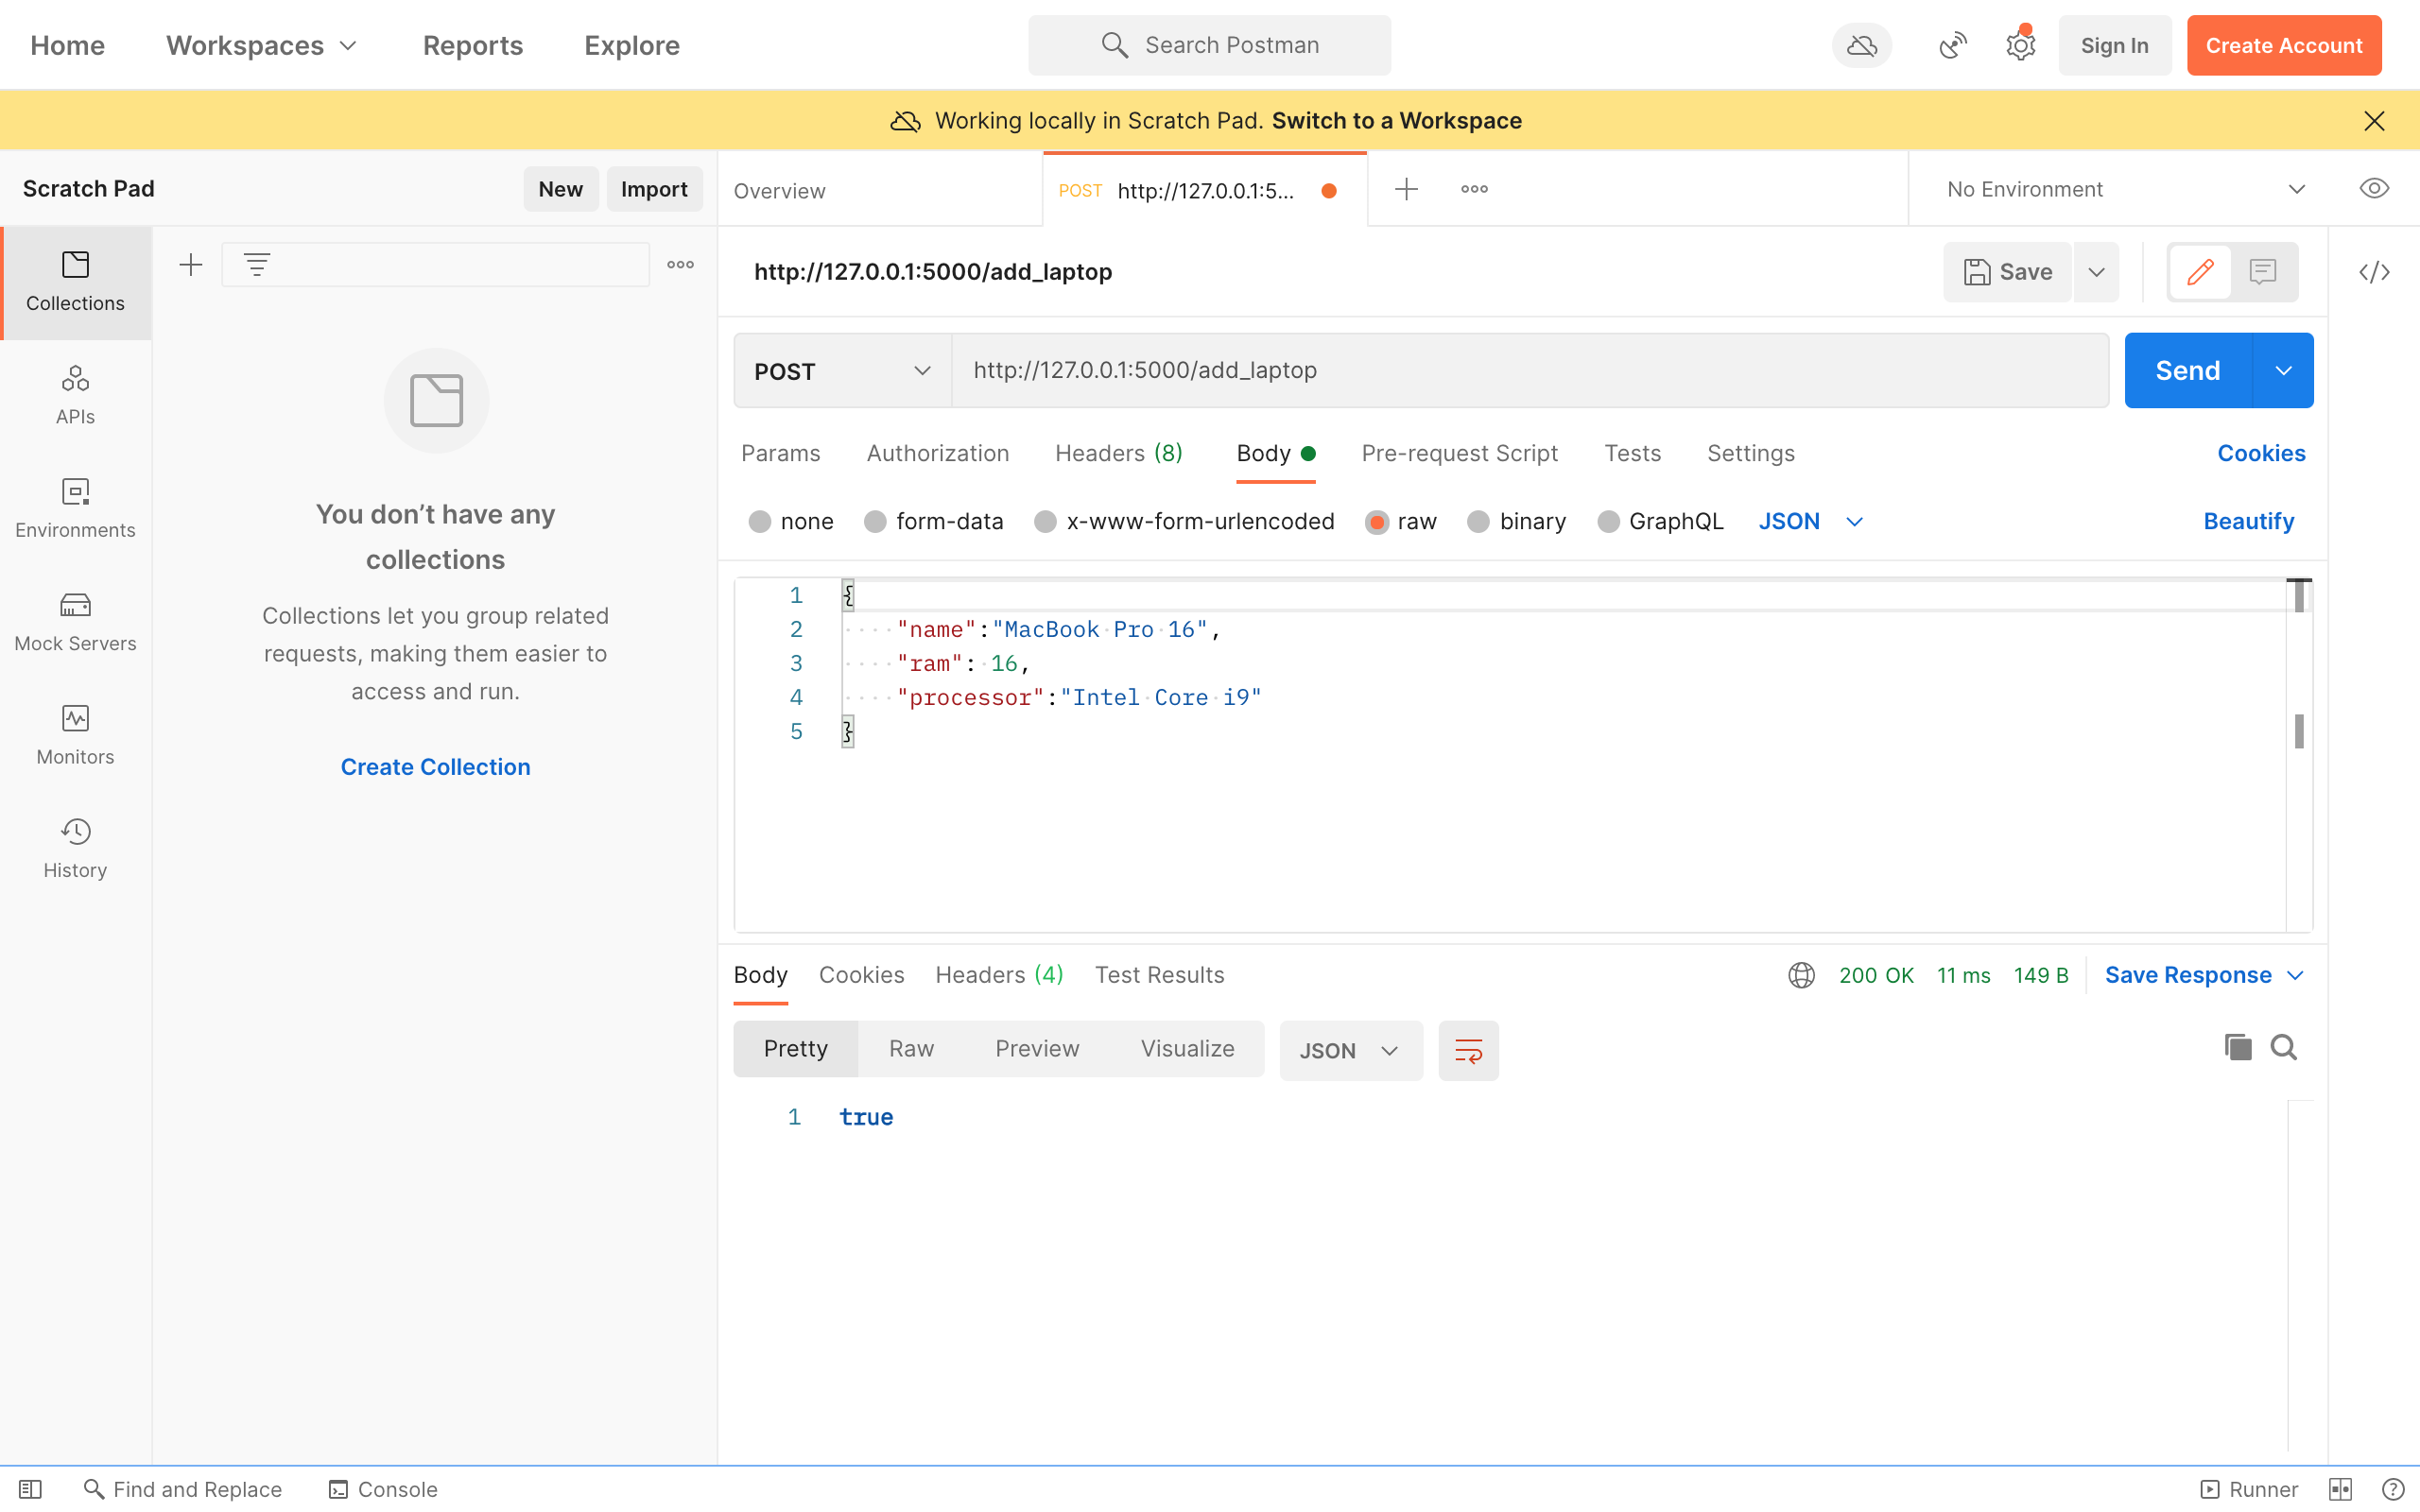 Home Workspaces Reports Explore Search Postman Sign In Create Account
Working locally in Scratch Pad. Switch to a Workspace
Scratch Pad New Import Overview POST http://127.0.0.1:5... No Environment
Collections
APIs
Environments
Mock Servers
Monitors
History
You don’t have any
collections
Collections let you group related
requests, making them easier to
access and run.
Create Collection
http://127.0.0.1:5000/add_laptop Save
POST http://127.0.0.1:5000/add_laptop Send
Params Authorization Headers (8) Body Pre-request Script Tests Settings Cookies
none form-data x-www-form-urlencoded raw binary GraphQL JSON Beautify
1 {
2 "name":"MacBook Pro 16",
3 "ram": 16,
4 "processor":"Intel Core i9"
5 }
Body Cookies Headers (4) Test Results 200 OK 11 ms 149 B Save Response
Pretty Raw Preview Visualize JSON
1 true
Find and Replace Console Runner